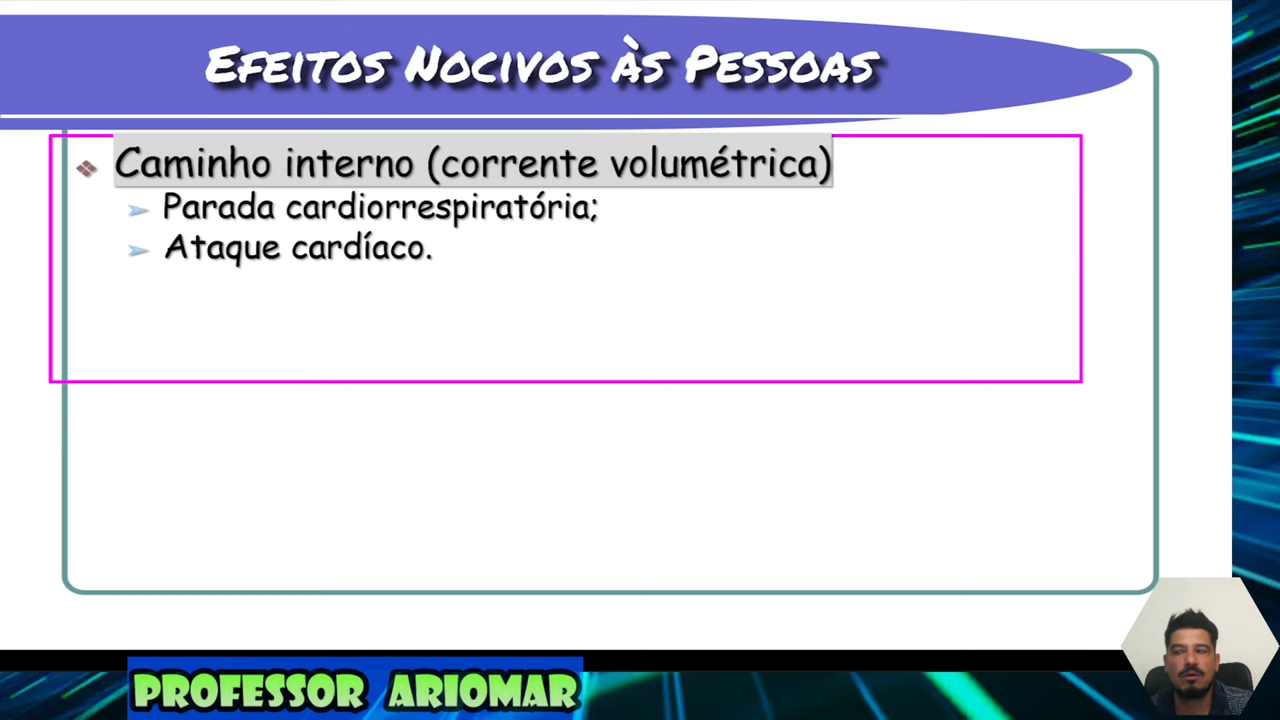 Efeitos Nocivos às Pessoas
Caminho interno (corrente volumétrica)
Parada cardiorrespiratória;
Ataque cardíaco.
PROFESSOR ARIOMAR